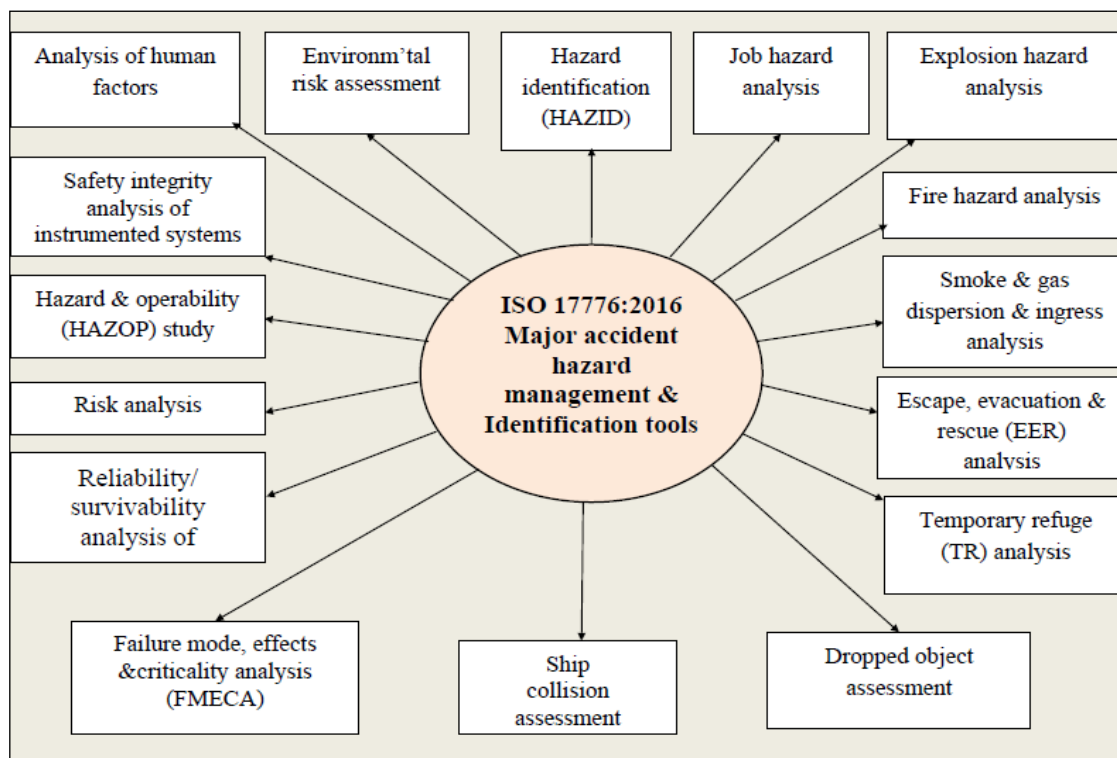 Analysis of human
factors
Environm’tal
risk assessment
Hazard
identification
(HAZID)
Job hazard
analysis
Explosion hazard
analysis
Safety integrity
analysis of
instrumented systems
Fire hazard analysis
Hazard & operability
(HAZOP) study
ISO 17776:2016
Major accident
hazard
management &
Identification tools
Smoke & gas
dispersion & ingress
analysis
Risk analysis
Escape, evacuation &
rescue (EER)
analysis
Reliability/
survivability
analysis of
Temporary refuge
(TR) analysis
Failure mode, effects
&criticality analysis
(FMECA)
Ship
collision
assessment
Dropped object
assessment